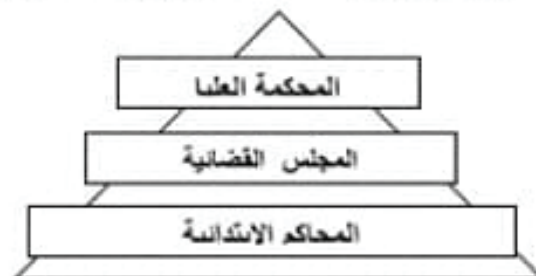 المحكمة العليا
المجلس القضائية
المحاكم الابتدائية